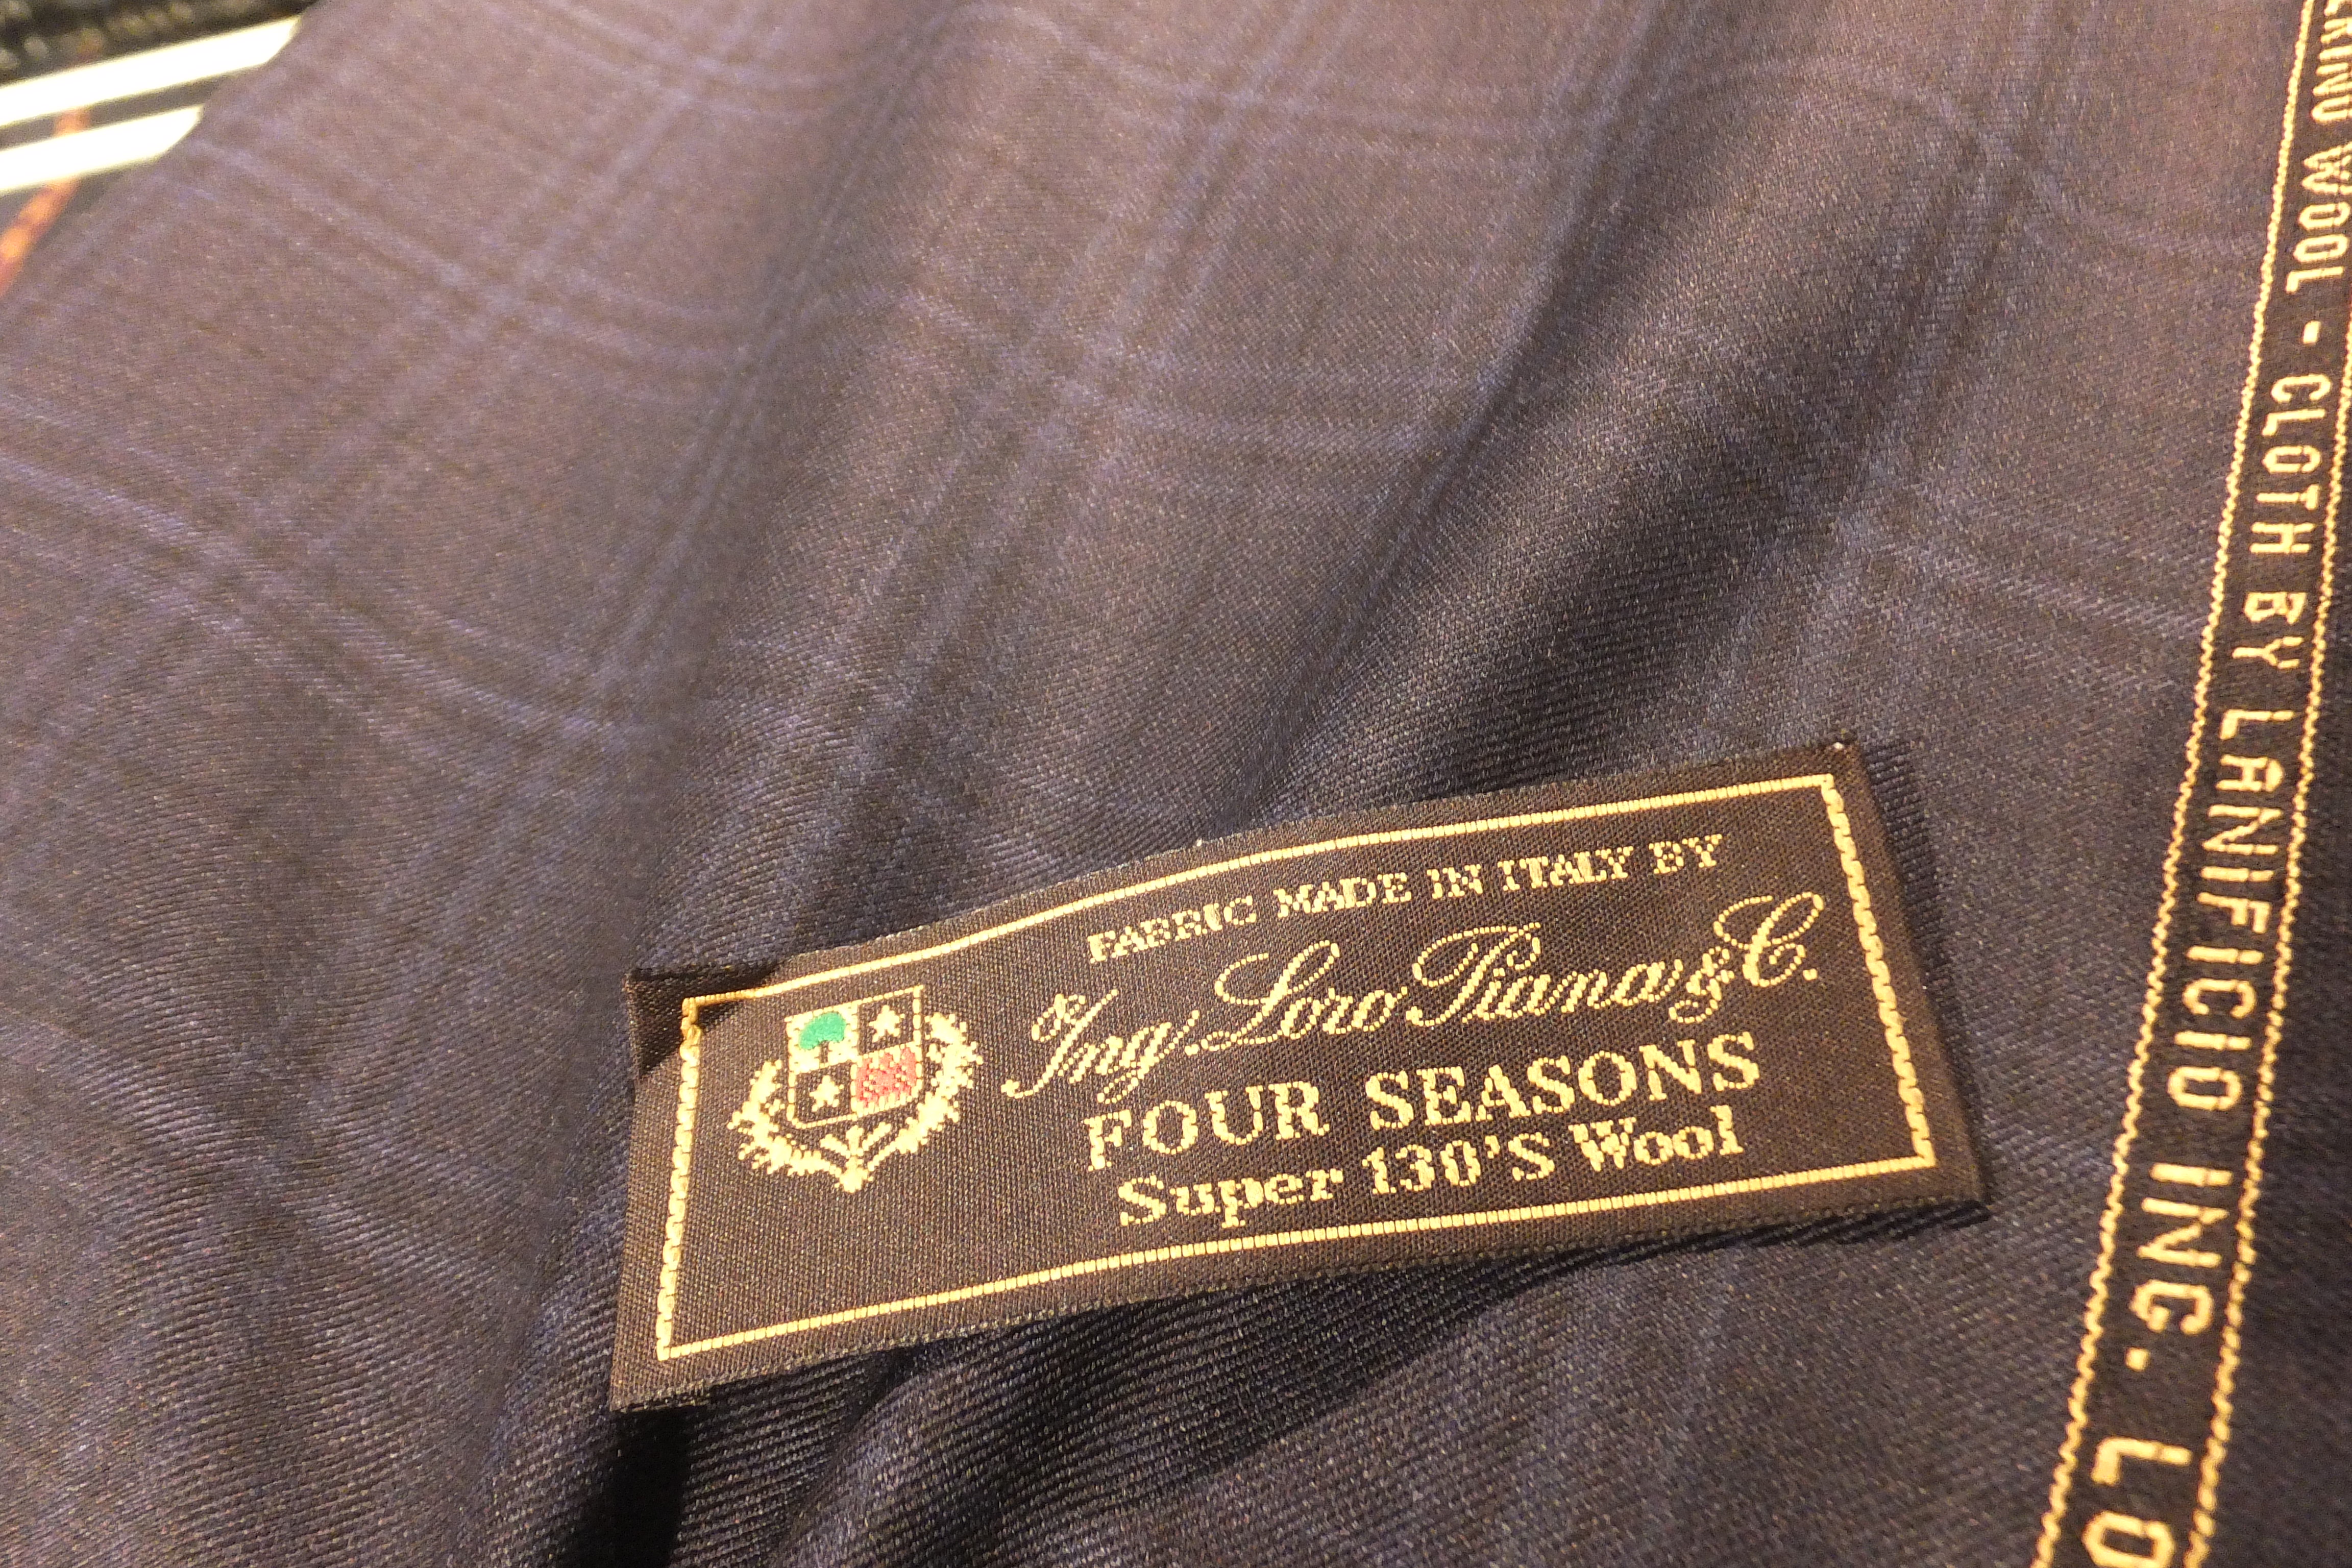 FABRIC MADE IN ITALY BY
Ing. Loro Piana & C.
FOUR SEASONS
Super 130'S Wool
WOOL - CLOTH BY LANIFICIO ING. LO